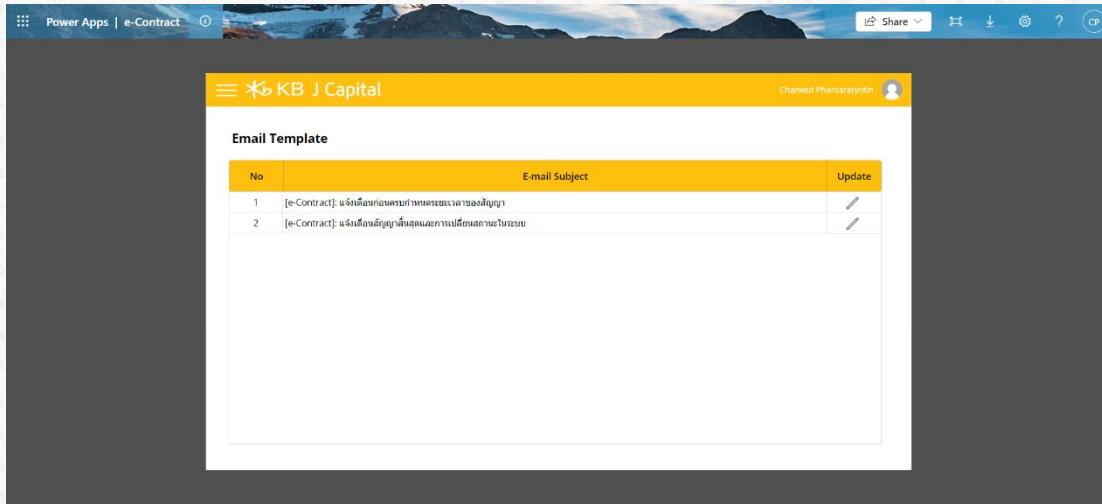 Power Apps | e-Contract
Share
?
CP
KB J Capital
Chanwut Phantaratyotin
Email Template
No E-mail Subject Update
1 [e-Contract]: แจ้งเตือนก่อนครบกำหนดระยะเวลาของสัญญา
2 [e-Contract]: แจ้งเตือนสัญญาสิ้นสุดและการเปลี่ยนสถานะในระบบ